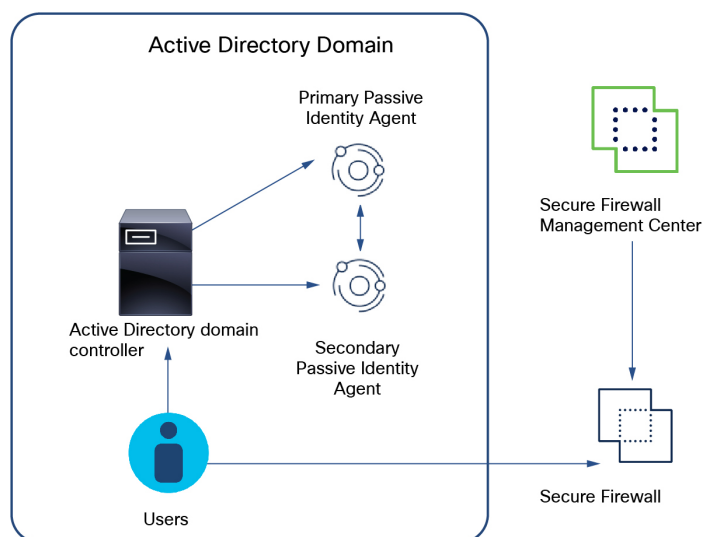 Active Directory Domain
Primary Passive
Identity Agent
Secure Firewall
Management Center
Active Directory domain
controller
Secondary
Passive Identity
Agent
Users
Secure Firewall